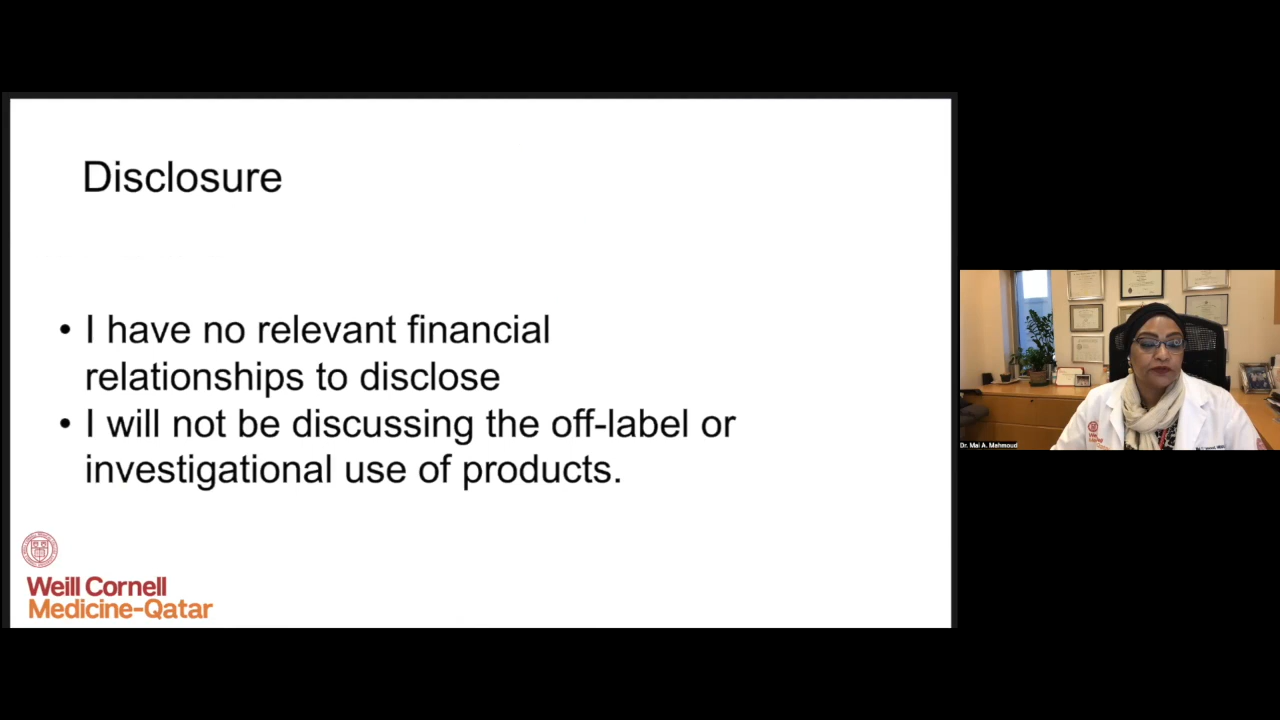 Disclosure
• I have no relevant financial
relationships to disclose
• I will not be discussing the off-label or
investigational use of products.
Weill Cornell
Medicine-Qatar
Dr. Mai A. Mahmoud